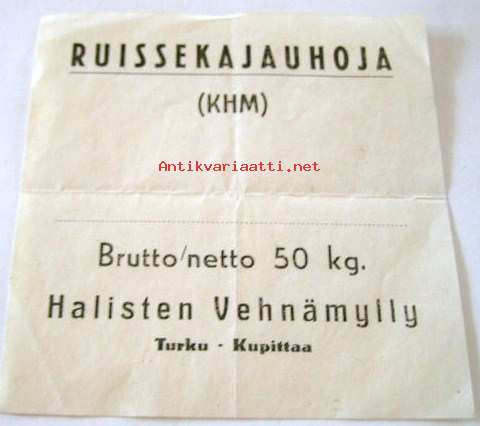 RUISSEKAJAUHOJA
(KHM)
Antikvariaatti.net
Brutto/netto 50 kg.
Halisten Vehnämylly
Turku - Kupittaa